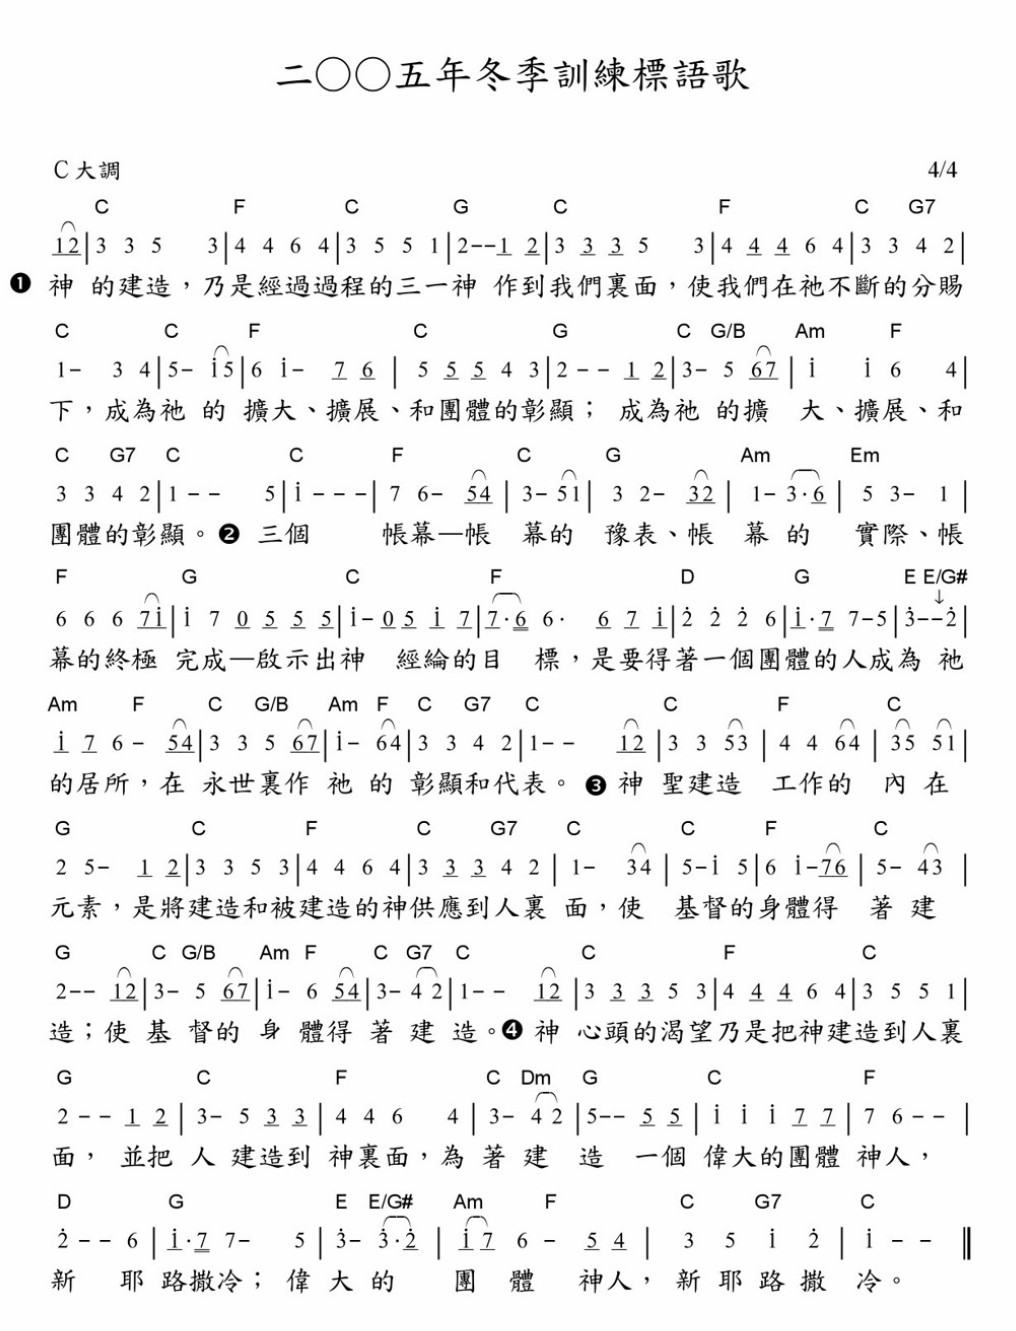 二〇〇五年冬季訓練標語歌
C 大調 4/4
C F C G C F C G7
12|3 3 5 3|4 4 6 4|3 5 5 1|2--1 2|3 3 3 5 3|4 4 4 6 4|3 3 4 2|
❶ 神 的建造，乃是經過過程的三一神 作到我們裏面，使我們在祂不斷的分賜
C C F C G C G/B Am F
1- 3 4|5- i5|6 i- 7 6 | 5 5 5 4 3|2 - - 1 2|3- 5 67 | i i 6 4|
下，成為祂 的 擴大、擴展、和團體的彰顯； 成為祂 的擴 大、擴展、和
C G7 C C F C G Am Em
3 3 4 2|1 - - 5|i - - -| 7 6- 54 | 3- 51| 3 2- 32 | 1- 3·6 | 5 3- 1 |
團體的彰顯。❷ 三個 帳幕—帳 幕的 豫表、帳 幕 的 實際、帳
F G C F D G E E/G#
↓
6 6 6 7i|i 7 0 5 5 5|i- 0 5 i 7|7·6 6· 6 7 i|2̇ 2̇ 2̇ 6|i·7 7-5|3̇--2̇|
幕的終極 完成—啟示出神 經綸的目 標，是要得著一個團體的人成為 祂
Am F C G/B Am F C G7 C C F C
i 7 6 - 54|3 3 5 67|i- 64|3 3 4 2|1- - 12|3 3 53 | 4 4 64 | 35 51|
的居所，在 永世裏作 祂 的 彰顯和代表。 ❸ 神 聖建造 工作的 內 在
G C F C G7 C C F C
2 5- 1 2|3 3 5 3|4 4 6 4|3 3 3 4 2 | 1- 34 | 5-i 5|6 i-76 | 5- 43 |
元素，是將建造和被建造的神供應到人裏 面，使 基督的身體得 著 建
G C G/B Am F C G7 C C F C
2-- 12|3- 5 67|i- 6 54|3- 4 2|1- - 12 |3 3 3 5 3|4 4 4 6 4|3 5 5 1|
造；使 基 督的 身 體得 著 建 造。❹ 神 心頭的渴望乃是把神建造到人裏
G C F C Dm G C F
2 - - 1 2 | 3- 5 3 3 | 4 4 6 4 | 3- 4 2 |5-- 5 5 | i i i 7 7 | 7 6 - - |
面， 並把 人 建造到 神裏面，為 著 建 造 一個 偉大的團體 神人，
D G E E/G# Am F C G7 C
2̇ - - 6 | i·7 7- 5 | 3̇- 3̇·2̇ | i 7 6 - 5 4 | 3 5 i 2̇ | i - - ‖
新 耶 路撒冷； 偉 大 的 團 體 神人， 新 耶 路 撒 冷。